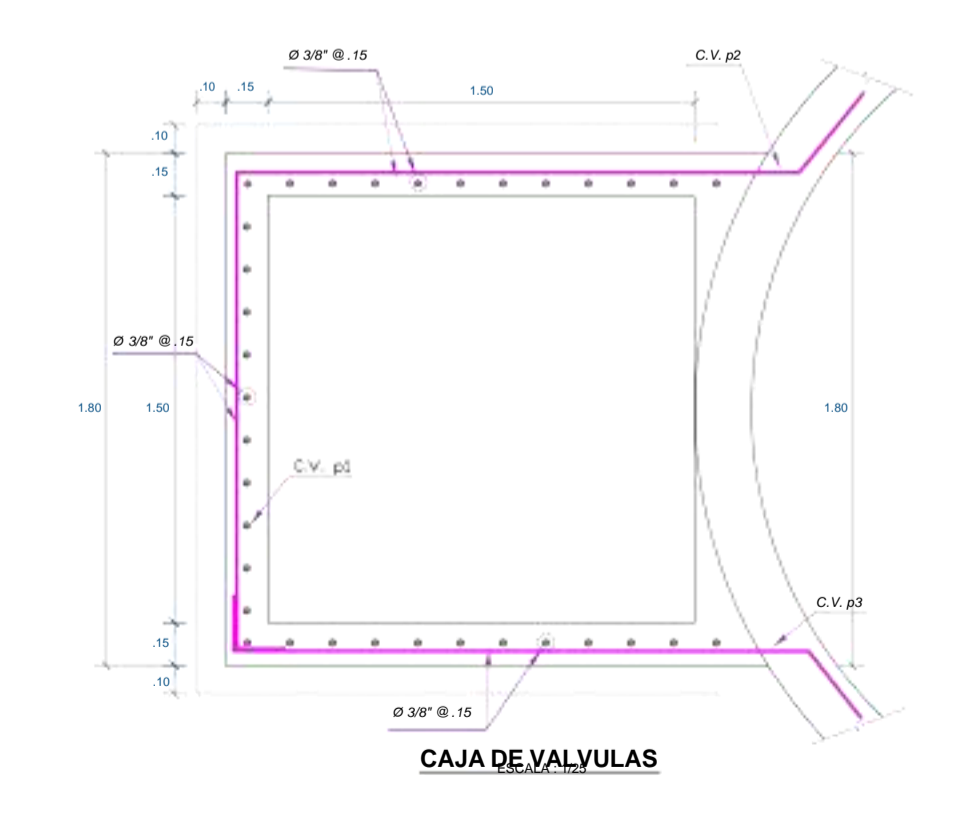 Ø 3/8" @ .15
C.V. p2
.10
.15
1.50
.10
.15
Ø 3/8" @ .15
1.80
1.50
1.80
C.V. p1
C.V. p3
.15
.10
Ø 3/8" @ .15
CAJA DE VALVULAS
ESCALA : 1/25